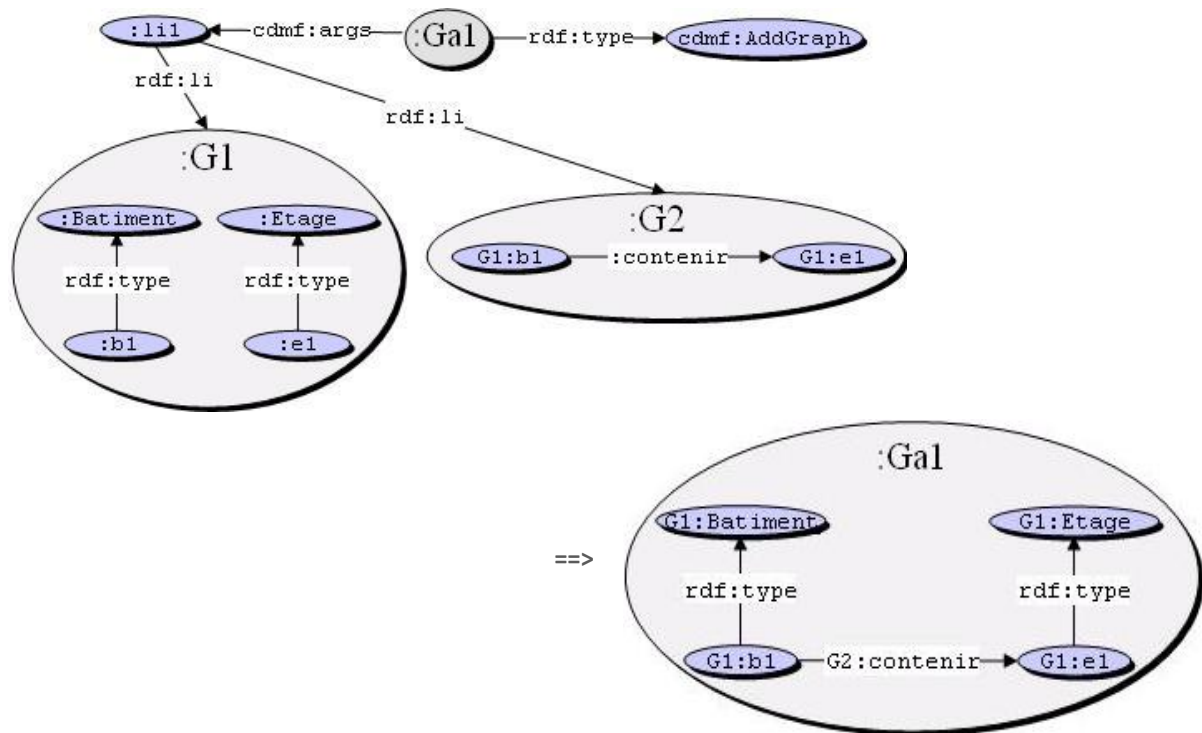 :li1
cdmf:args
:Ga1
rdf:type
cdmf:AddGraph
rdf:li
rdf:li
:G1
:Batiment
:Etage
rdf:type
rdf:type
:b1
:e1
:G2
G1:b1
:contenir
G1:e1
==>
:Ga1
G1:Batiment
G1:Etage
rdf:type
rdf:type
G1:b1
G2:contenir
G1:e1